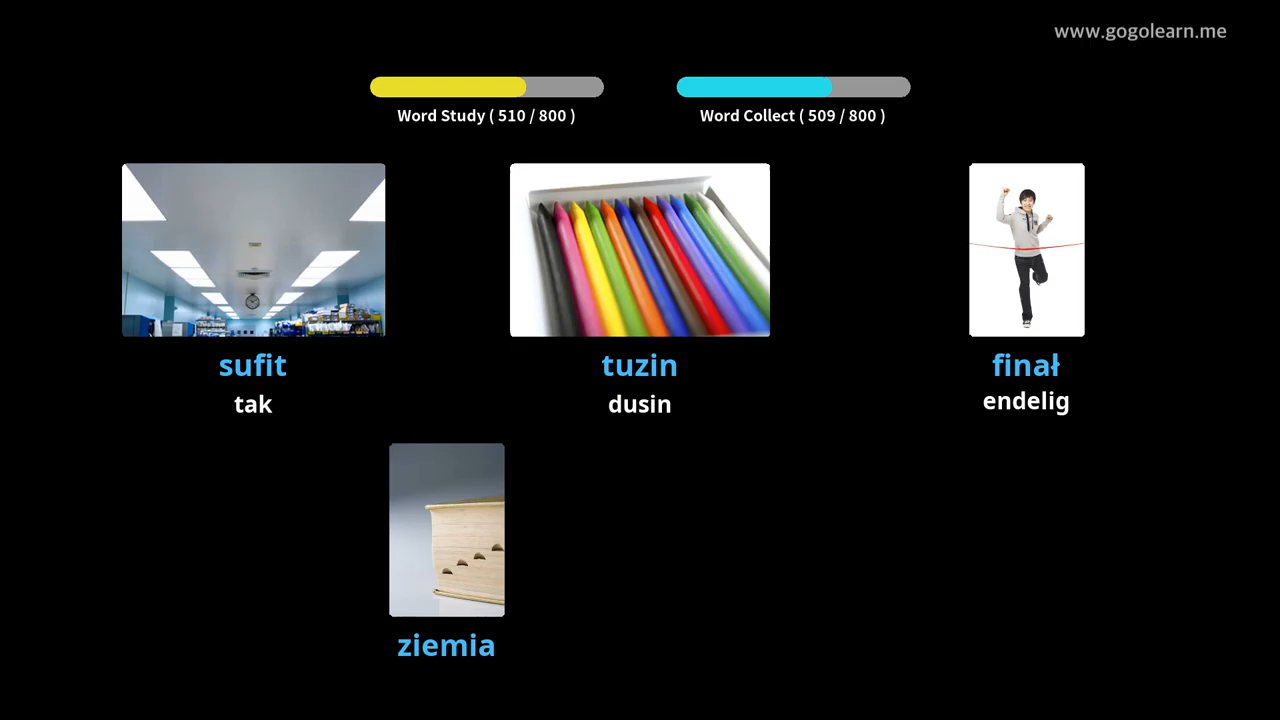 www.gogolearn.me
Word Study ( 510 / 800 )
Word Collect ( 509 / 800 )
sufit
tak
tuzin
dusin
finał
endelig
ziemia